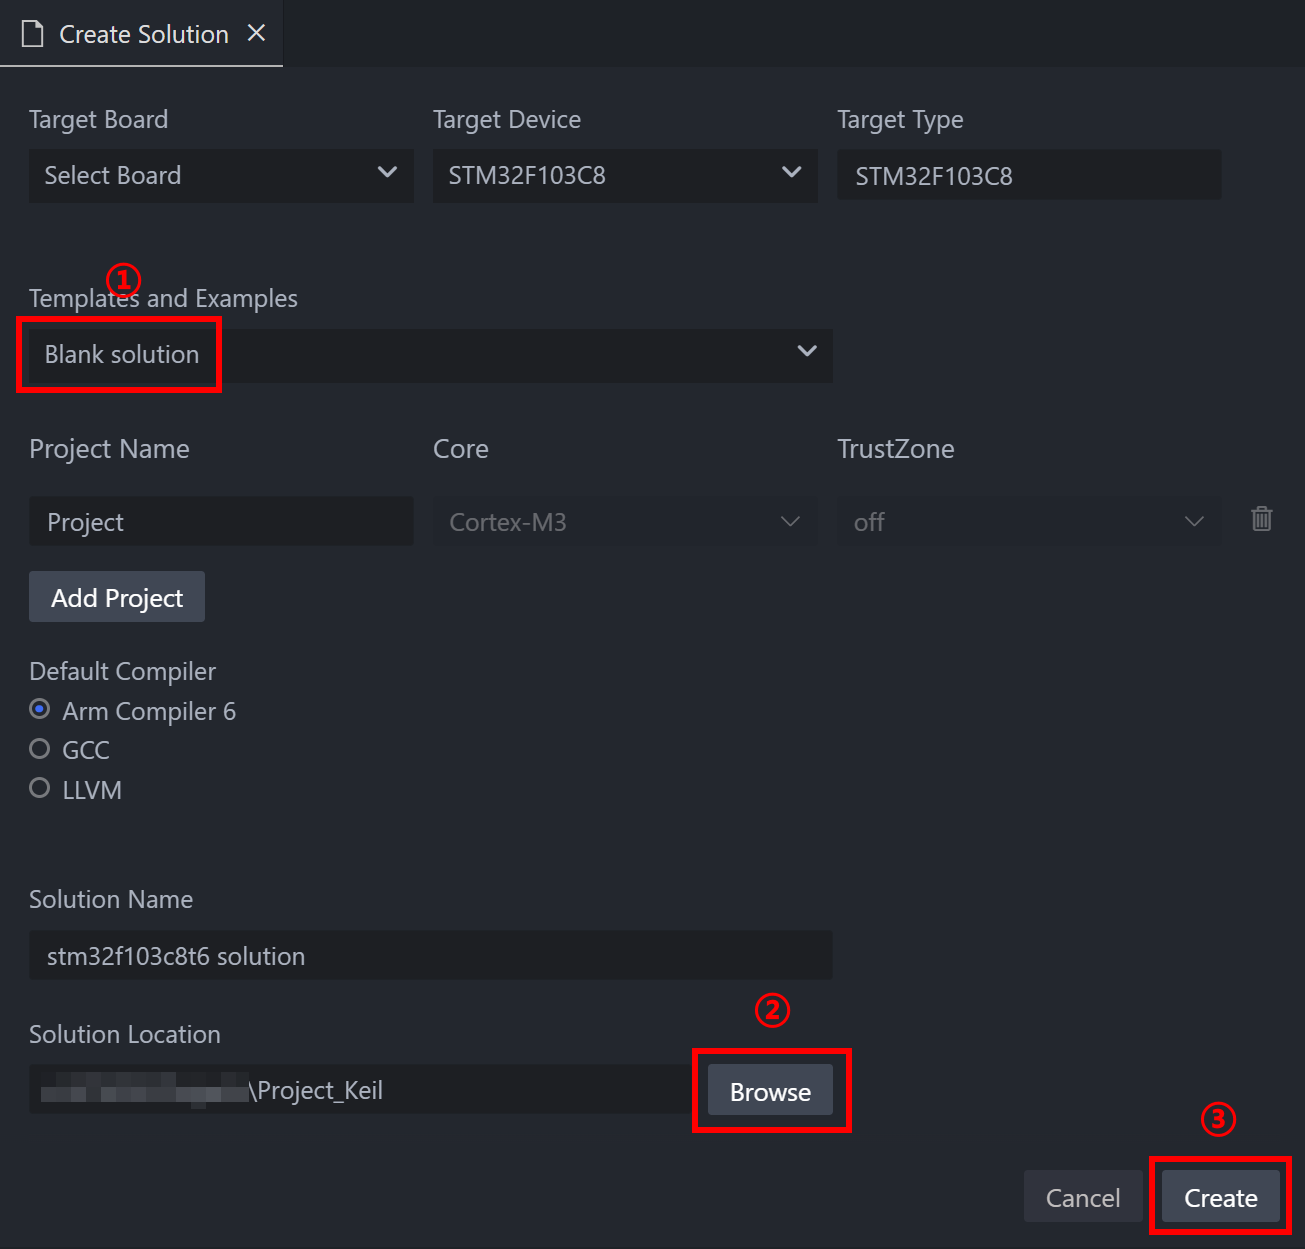 Create Solution
Target Board Target Device Target Type
Select Board STM32F103C8 STM32F103C8
①
Templates and Examples
Blank solution
Project Name Core TrustZone
Project Cortex-M3 off
Add Project
Default Compiler
Arm Compiler 6
GCC
LLVM
Solution Name
stm32f103c8t6 solution
②
Solution Location
\Project_Keil Browse
③
Cancel Create